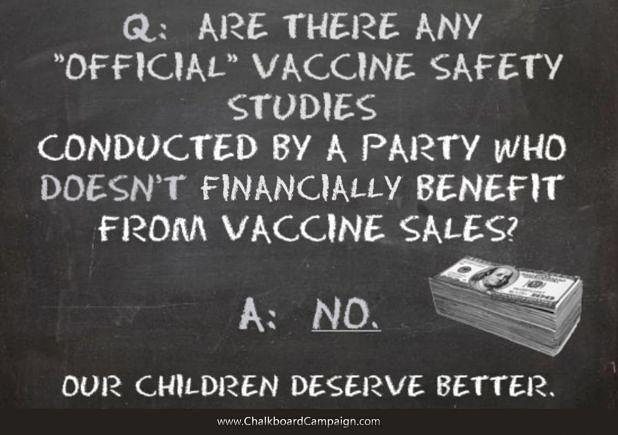 Q: ARE THERE ANY
"OFFICIAL" VACCINE SAFETY
STUDIES
CONDUCTED BY A PARTY WHO
DOESN'T FINANCIALLY BENEFIT
FROM VACCINE SALES?
A: NO.
OUR CHILDREN DESERVE BETTER.
www.ChalkboardCampaign.com